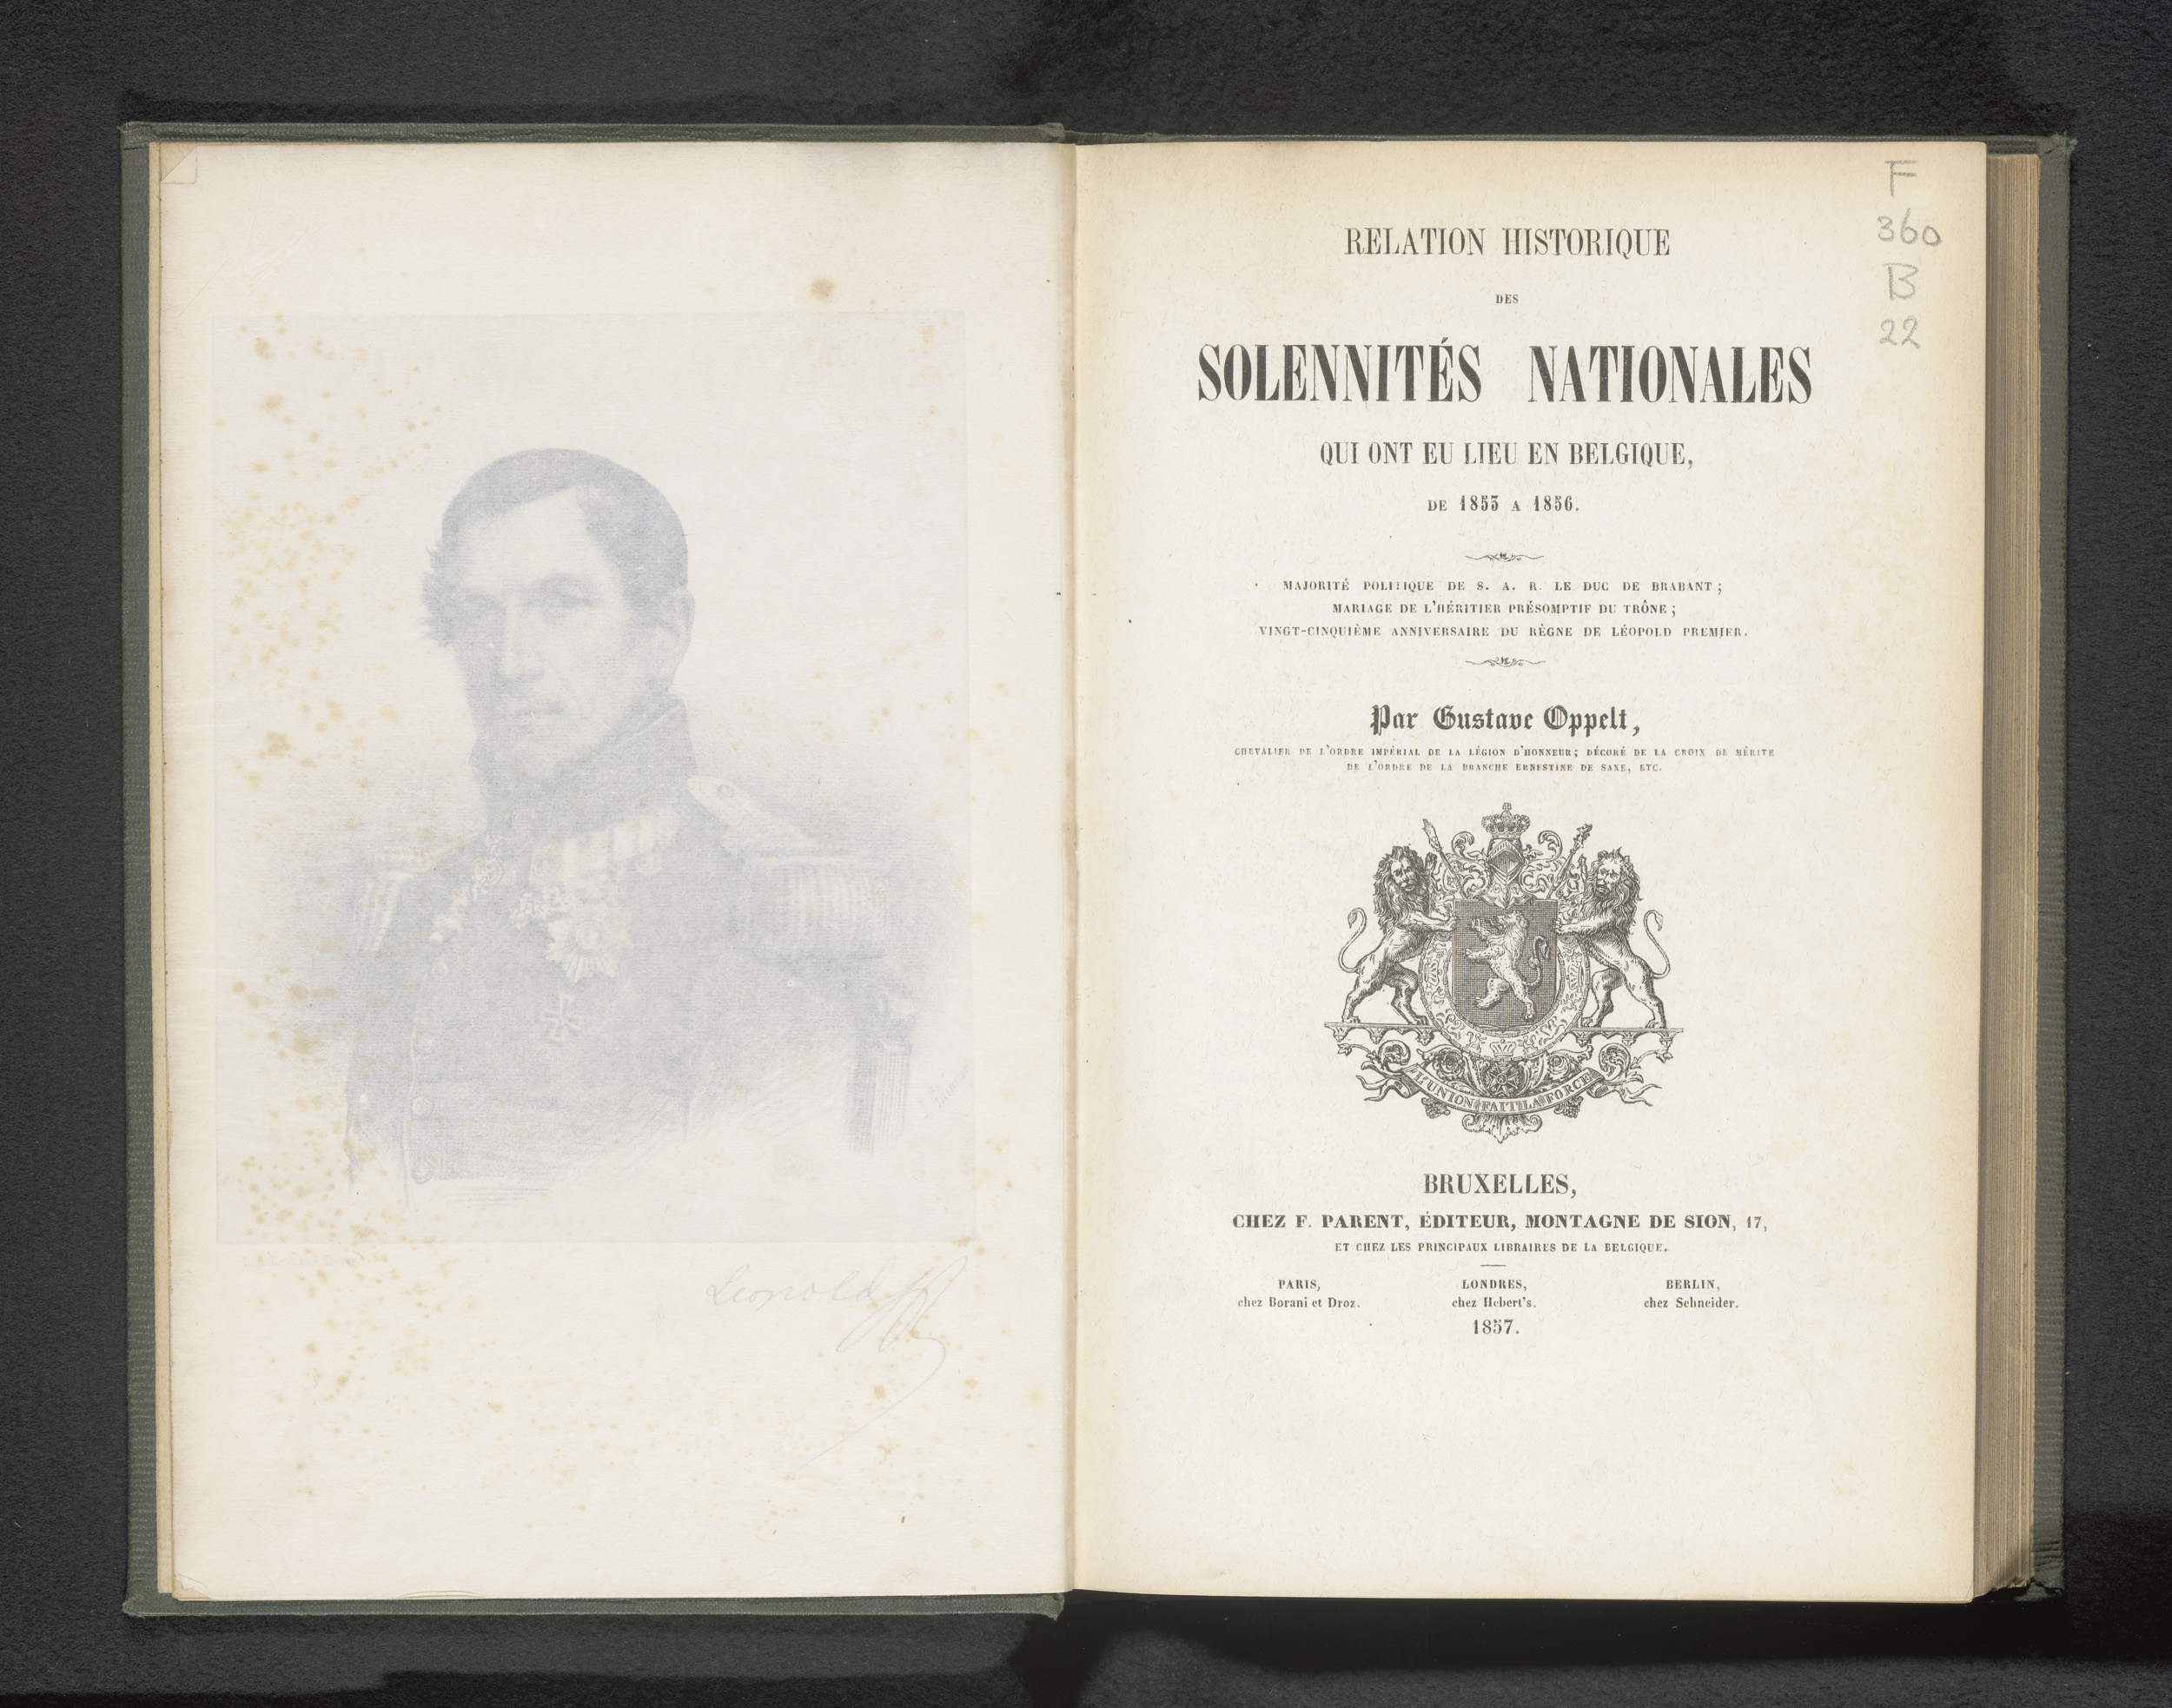 Leopold
F
360
B
22
RELATION HISTORIQUE
DES
SOLENNITÉS NATIONALES
QUI ONT EU LIEU EN BELGIQUE,
DE 1853 A 1856.
MAJORITÉ POLITIQUE DE S. A. R. LE DUC DE BRABANT ;
MARIAGE DE L'HÉRITIER PRÉSOMPTIF DU TRÔNE ;
VINGT-CINQUIÈME ANNIVERSAIRE DU RÈGNE DE LÉOPOLD PREMIER.
Par Gustave Oppelt,
CHEVALIER DE L'ORDRE IMPÉRIAL DE LA LÉGION D'HONNEUR ; DÉCORÉ DE LA CROIX DE MÉRITE
DE L'ORDRE DE LA BRANCHE ERNESTINE DE SAXE, ETC.
L'UNION FAIT LA FORCE
BRUXELLES,
CHEZ F. PARENT, ÉDITEUR, MONTAGNE DE SION, 17,
ET CHEZ LES PRINCIPAUX LIBRAIRES DE LA BELGIQUE.
PARIS, LONDRES, BERLIN,
chez Borani et Droz. chez Hebert's. chez Schneider.
1857.